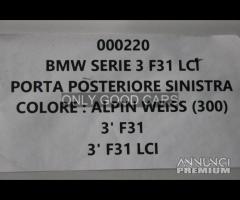 000220
BMW SERIE 3 F31 LCI
PORTA POSTERIORE SINISTRA
ONLY GOOD CARS
COLORE : ALPIN WEISS (300)
3' F31
3' F31 LCI
ANNUNCI
PREMIUM